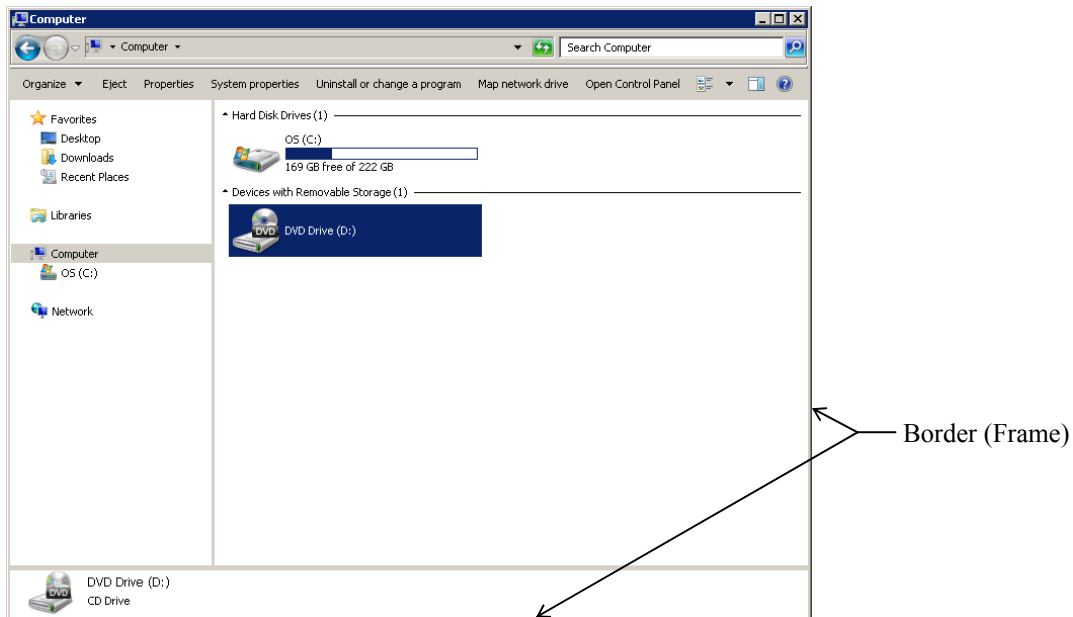 Computer
Computer
Search Computer
Organize Eject Properties System properties Uninstall or change a program Map network drive Open Control Panel
Favorites
Desktop
Downloads
Recent Places
Libraries
Computer
OS (C:)
Network
Hard Disk Drives (1)
OS (C:)
169 GB free of 222 GB
Devices with Removable Storage (1)
DVD
DVD Drive (D:)
Border (Frame)
DVD
DVD Drive (D:)
CD Drive